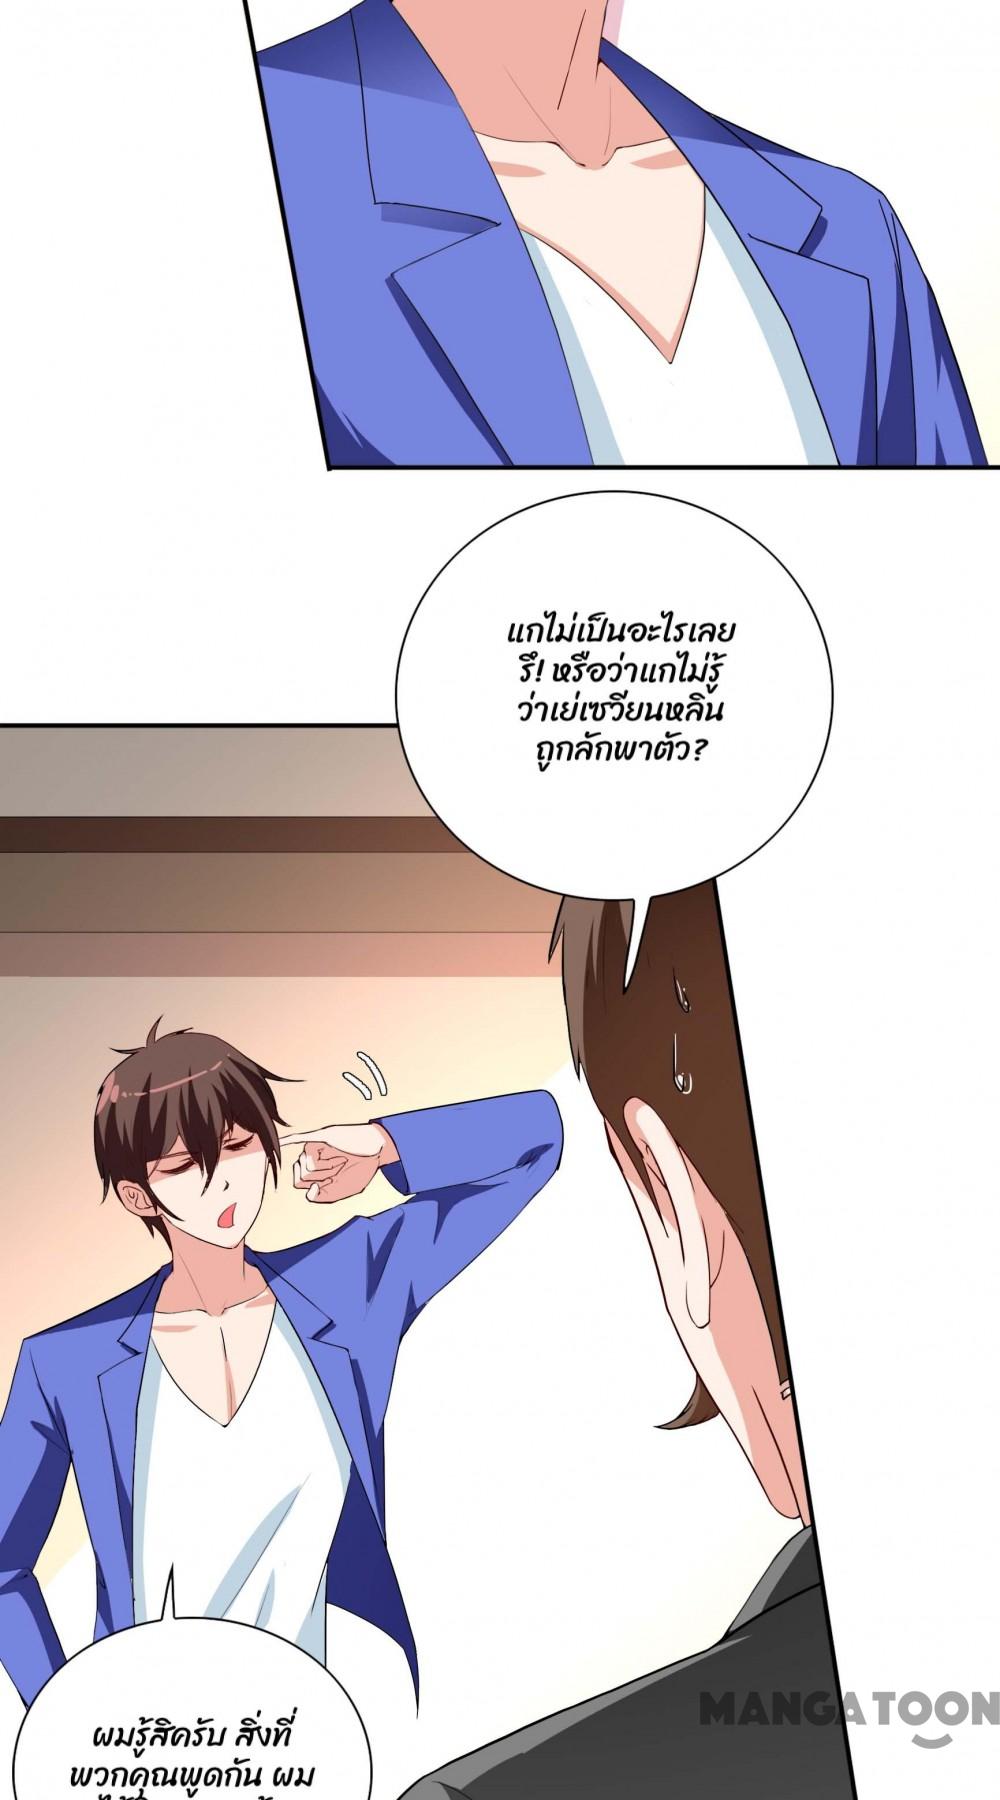 แกไม่เป็นอะไรเลย
รึ! หรือว่าแกไม่รู้
ว่าเย่เซวียนหลิน
ถูกลักพาตัว?
MANGATOON
ผมรู้สิครับ สิ่งที่
พวกคุณพูดกัน ผม